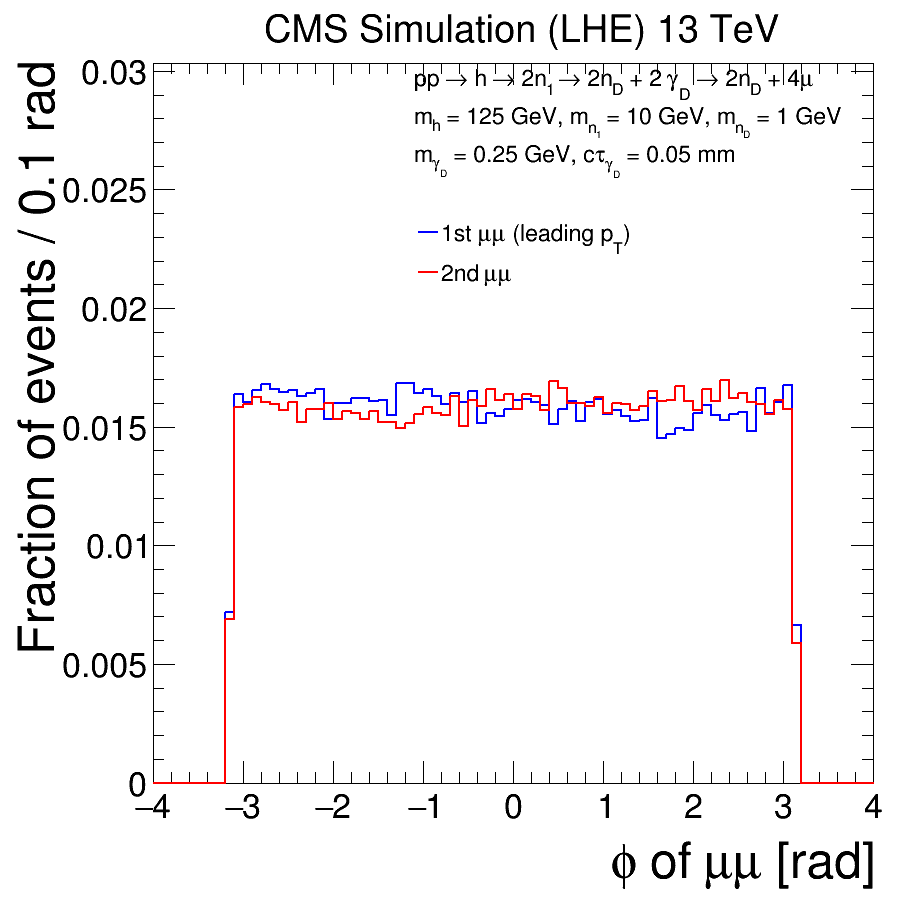 CMS Simulation (LHE) 13 TeV
pp → h → 2n₁ → 2n_D + 2 γ_D → 2n_D + 4μ
m_h = 125 GeV, m_n₁ = 10 GeV, m_n_D = 1 GeV
m_γ_D = 0.25 GeV, cτ_γ_D = 0.05 mm
1st μμ (leading p_T)
2nd μμ
Fraction of events / 0.1 rad
0.03
0.025
0.02
0.015
0.01
0.005
0
−4 −3 −2 −1 0 1 2 3 4
ϕ of μμ [rad]